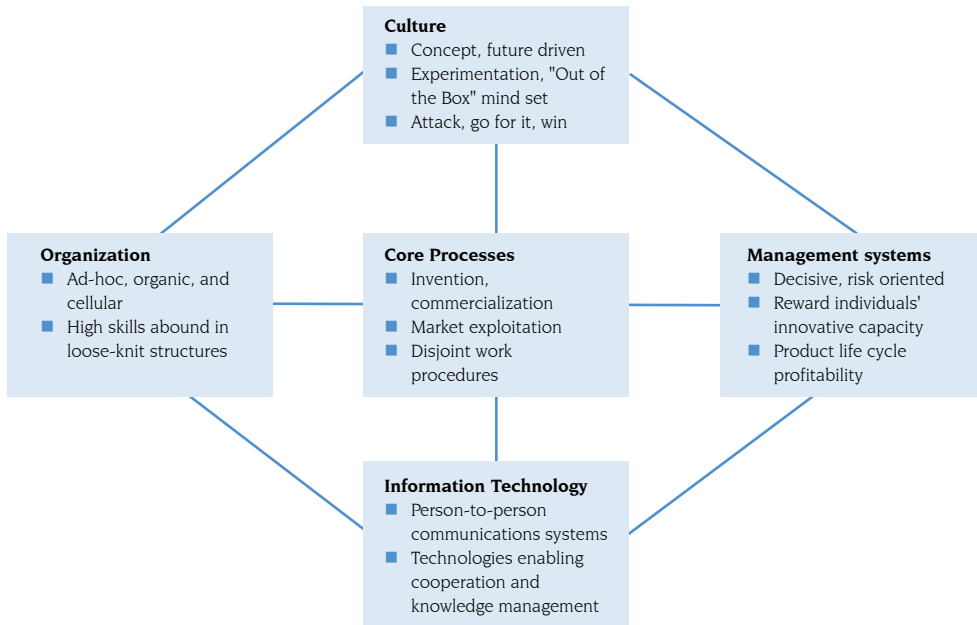 Culture
Concept, future driven
Experimentation, "Out of
the Box" mind set
Attack, go for it, win
Organization
Ad-hoc, organic, and
cellular
High skills abound in
loose-knit structures
Core Processes
Invention,
commercialization
Market exploitation
Disjoint work
procedures
Management systems
Decisive, risk oriented
Reward individuals'
innovative capacity
Product life cycle
profitability
Information Technology
Person-to-person
communications systems
Technologies enabling
cooperation and
knowledge management